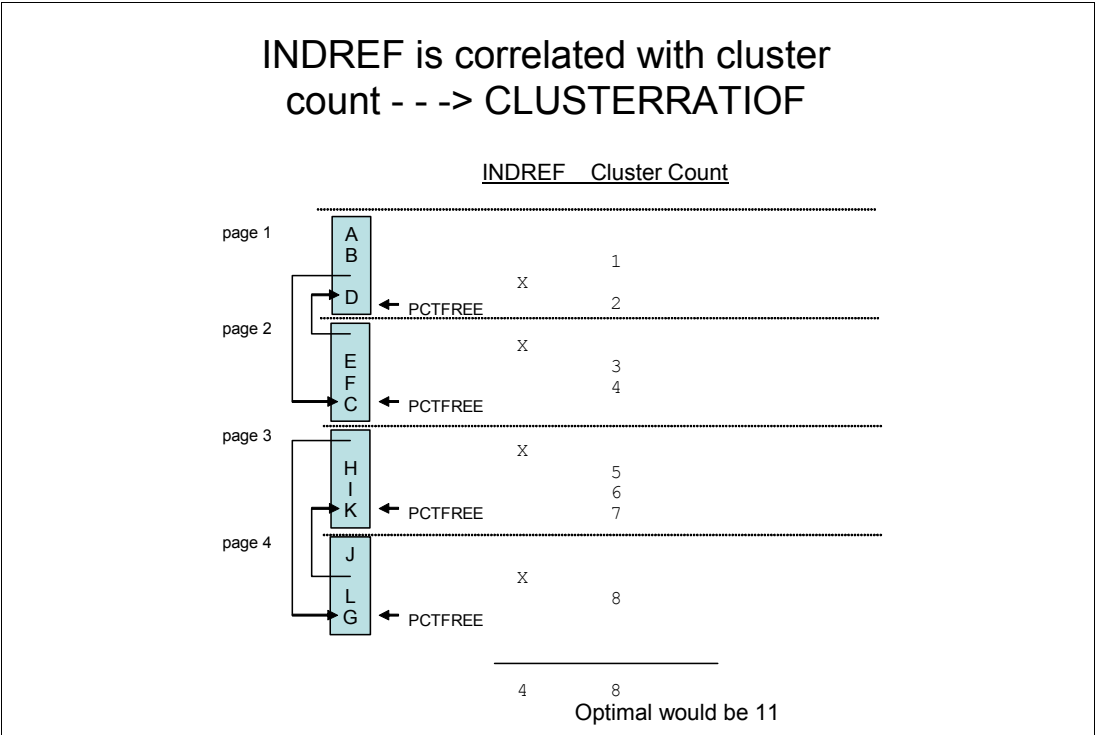 INDREF is correlated with cluster
count - - -> CLUSTERRATIOF
INDREF Cluster Count
page 1
A
B
1
X
D
PCTFREE
2
page 2
X
E
3
F
4
C
PCTFREE
page 3
X
H
5
I
6
K
PCTFREE
7
page 4
J
X
L
8
G
PCTFREE
4 8
Optimal would be 11